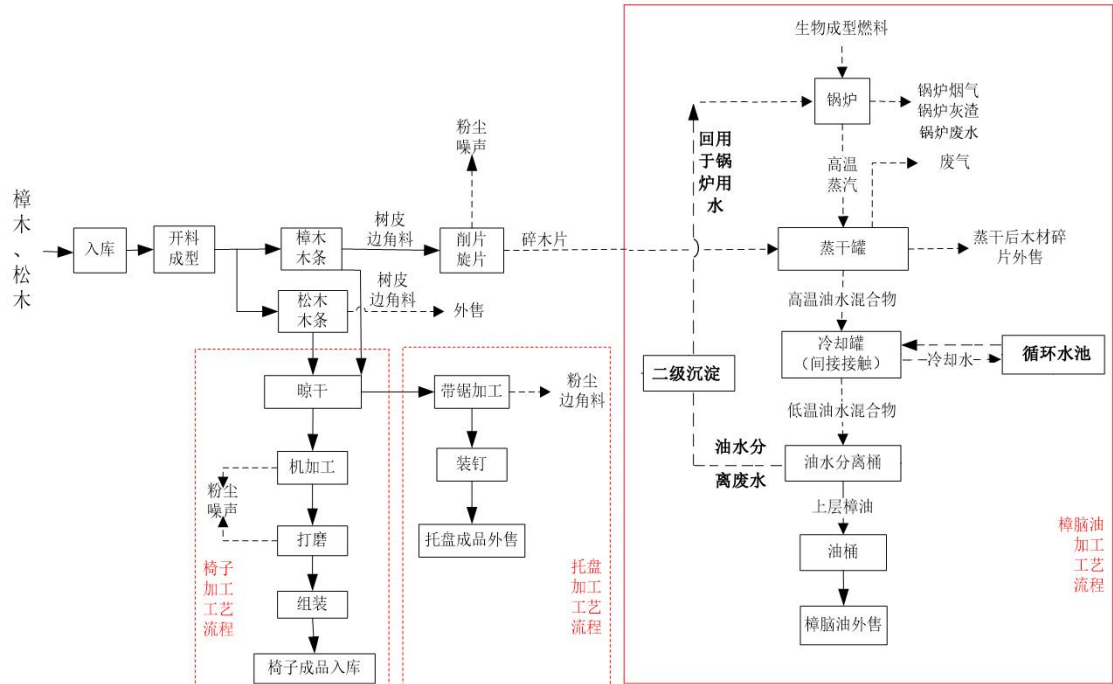 樟
木
、
松
木
入库
开料
成型
樟木
木条
松木
木条
树皮
边角料
树皮
边角料
外售
粉尘
噪声
削片
旋片
碎木片
晾干
机加工
粉尘
噪声
打磨
组装
椅子成品入库
椅子
加工
工艺
流程
带锯加工
粉尘
边角料
装钉
托盘成品外售
托盘
加工
工艺
流程
生物成型燃料
锅炉
锅炉烟气
锅炉灰渣
锅炉废水
回用
于锅
炉用
水
高温
蒸汽
废气
蒸干罐
蒸干后木材碎
片外售
高温油水混合物
冷却罐
(间接接触)
冷却水
循环水池
二级沉淀
低温油水混合物
油水分
离废水
油水分离桶
上层樟油
油桶
樟脑油外售
樟脑油
加工
工艺
流程